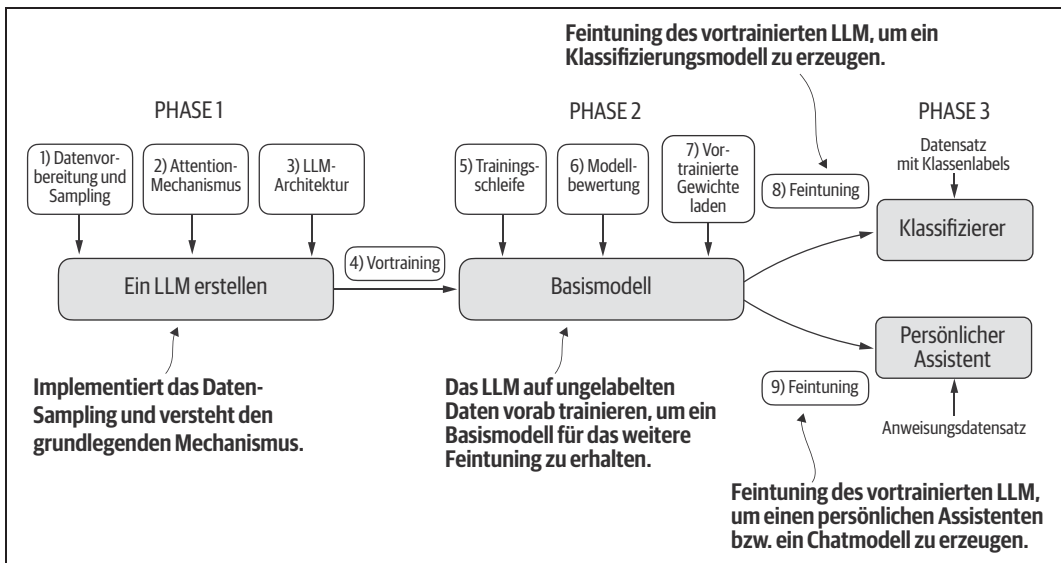 Feintuning des vortrainierten LLM, um ein
Klassifizierungsmodell zu erzeugen.
PHASE 1
PHASE 2
PHASE 3
1) Datenvor-
bereitung und
Sampling
2) Attention-
Mechanismus
3) LLM-
Architektur
5) Trainings-
schleife
6) Modell-
bewertung
7) Vor-
trainierte
Gewichte
laden
8) Feintuning
Datensatz
mit Klassenlabels
Klassifizierer
Ein LLM erstellen
4) Vortraining
Basismodell
Persönlicher
Assistent
9) Feintuning
Anweisungsdatensatz
Implementiert das Daten-
Sampling und versteht den
grundlegenden Mechanismus.
Das LLM auf ungelabelten
Daten vorab trainieren, um ein
Basismodell für das weitere
Feintuning zu erhalten.
Feintuning des vortrainierten LLM,
um einen persönlichen Assistenten
bzw. ein Chatmodell zu erzeugen.